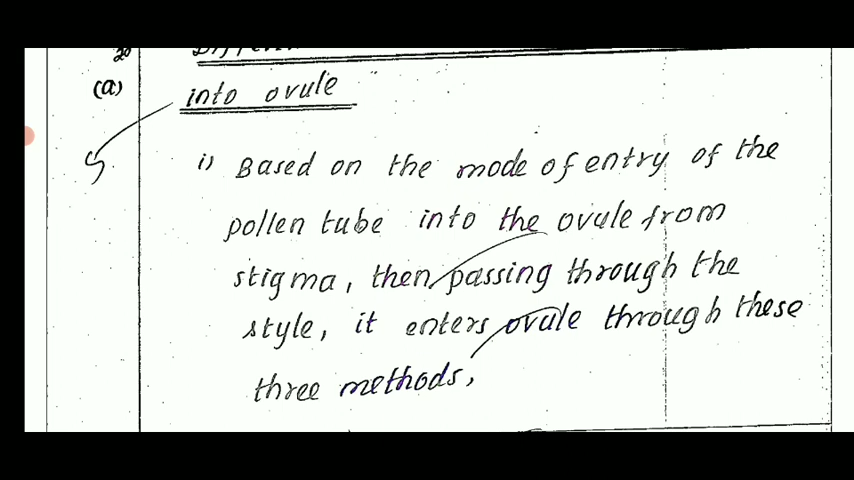 20
(a)
into ovule
5
i) Based on the mode of entry of the
pollen tube into the ovule from
stigma, then passing through the
style, it enters ovule through these
three methods,